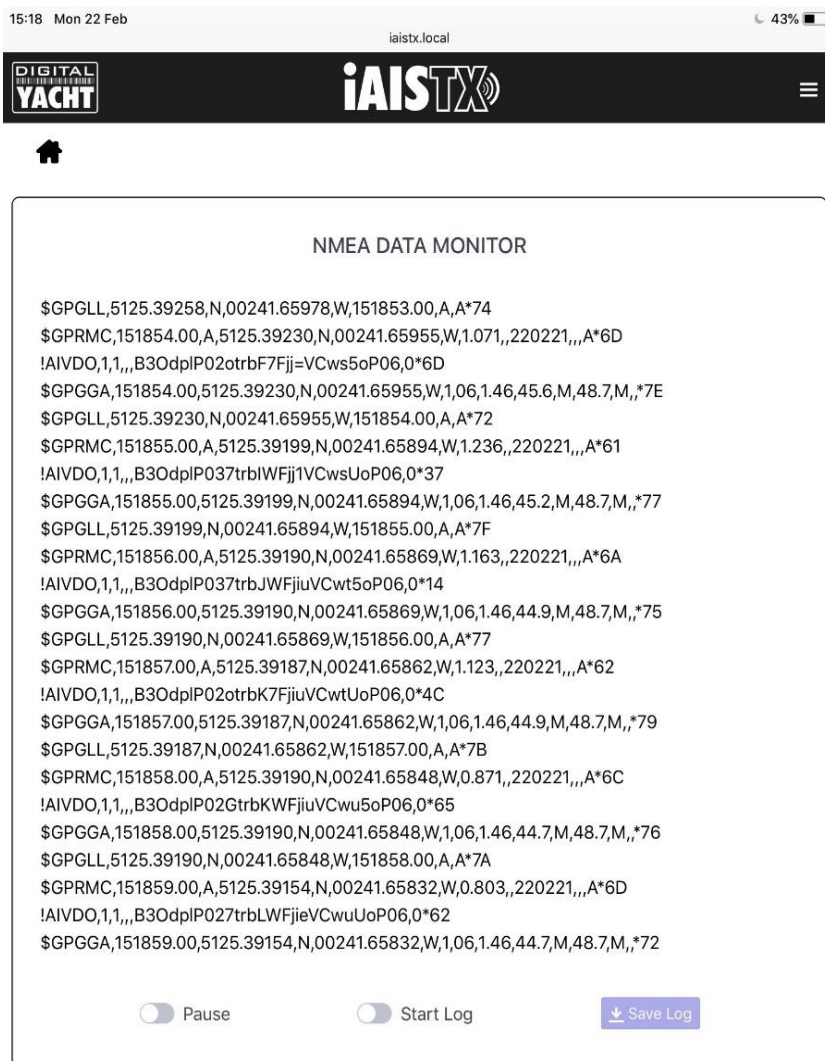 15:18 Mon 22 Feb
43%
iaistx.local
DIGITAL
YACHT
iAISTX
NMEA DATA MONITOR
$GPGLL,5125.39258,N,00241.65978,W,151853.00,A,A*74
$GPRMC,151854.00,A,5125.39230,N,00241.65955,W,1.071,,220221,,,A*6D
!AIVDO,1,1,,,B3OdplP02otrbF7Fjj=VCws5oP06,0*6D
$GPGGA,151854.00,5125.39230,N,00241.65955,W,1,06,1.46,45.6,M,48.7,M,,*7E
$GPGLL,5125.39230,N,00241.65955,W,151854.00,A,A*72
$GPRMC,151855.00,A,5125.39199,N,00241.65894,W,1.236,,220221,,,A*61
!AIVDO,1,1,,,B3OdplP037trbIWFjj1VCwsUoP06,0*37
$GPGGA,151855.00,5125.39199,N,00241.65894,W,1,06,1.46,45.2,M,48.7,M,,*77
$GPGLL,5125.39199,N,00241.65894,W,151855.00,A,A*7F
$GPRMC,151856.00,A,5125.39190,N,00241.65869,W,1.163,,220221,,,A*6A
!AIVDO,1,1,,,B3OdplP037trbJWFjiuVCwt5oP06,0*14
$GPGGA,151856.00,5125.39190,N,00241.65869,W,1,06,1.46,44.9,M,48.7,M,,*75
$GPGLL,5125.39190,N,00241.65869,W,151856.00,A,A*77
$GPRMC,151857.00,A,5125.39187,N,00241.65862,W,1.123,,220221,,,A*62
!AIVDO,1,1,,,B3OdplP02otrbK7FjiuVCwtUoP06,0*4C
$GPGGA,151857.00,5125.39187,N,00241.65862,W,1,06,1.46,44.9,M,48.7,M,,*79
$GPGLL,5125.39187,N,00241.65862,W,151857.00,A,A*7B
$GPRMC,151858.00,A,5125.39190,N,00241.65848,W,0.871,,220221,,,A*6C
!AIVDO,1,1,,,B3OdplP02GtrbKWFjiuVCwu5oP06,0*65
$GPGGA,151858.00,5125.39190,N,00241.65848,W,1,06,1.46,44.7,M,48.7,M,,*76
$GPGLL,5125.39190,N,00241.65848,W,151858.00,A,A*7A
$GPRMC,151859.00,A,5125.39154,N,00241.65832,W,0.803,,220221,,,A*6D
!AIVDO,1,1,,,B3OdplP027trbLWFjieVCwuUoP06,0*62
$GPGGA,151859.00,5125.39154,N,00241.65832,W,1,06,1.46,44.7,M,48.7,M,,*72
Pause
Start Log
Save Log